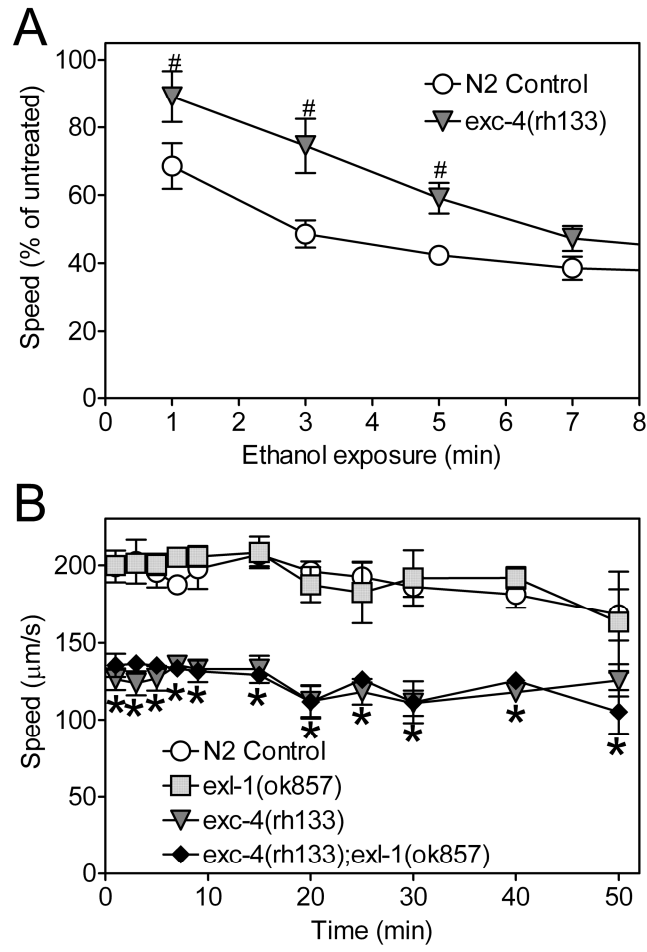 A
100
80
60
40
20
0
Speed (% of untreated)
# # #
N2 Control
exc-4(rh133)
0 1 2 3 4 5 6 7 8
Ethanol exposure (min)
B
200
150
100
50
0
Speed (μm/s)
* * * * * * * * * * *
N2 Control
exl-1(ok857)
exc-4(rh133)
exc-4(rh133);exl-1(ok857)
0 10 20 30 40 50
Time (min)